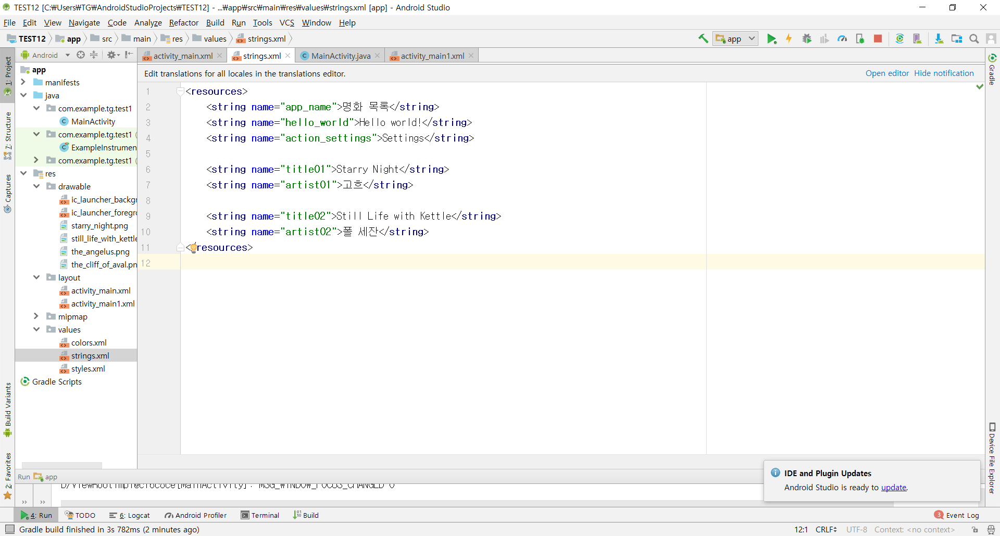 TEST12 [C:₩Users₩TG₩AndroidStudioProjects₩TEST12] - ...₩app₩src₩main₩res₩values₩strings.xml [app] - Android Studio
File Edit View Navigate Code Analyze Refactor Build Run Tools VCS Window Help
TEST12 app src main res values strings.xml app
Android
activity_main.xml strings.xml MainActivity.java activity_main1.xml
Edit translations for all locales in the translations editor. Open editor Hide notification
1: Project
7: Structure
Captures
Build Variants
2: Favorites
app
manifests
java
com.example.tg.test1
MainActivity
com.example.tg.test1 (
ExampleInstrumen
com.example.tg.test1 (
res
drawable
ic_launcher_backgr
ic_launcher_foregro
starry_night.png
still_life_with_kettle
the_angelus.png
the_cliff_of_aval.pn
layout
activity_main.xml
activity_main1.xml
mipmap
values
colors.xml
strings.xml
styles.xml
Gradle Scripts
1 <resources>
2 <string name="app_name">명화 목록</string>
3 <string name="hello_world">Hello world!</string>
4 <string name="action_settings">Settings</string>
5
6 <string name="title01">Starry Night</string>
7 <string name="artist01">고흐</string>
8
9 <string name="title02">Still Life with Kettle</string>
10 <string name="artist02">폴 세잔</string>
11 </resources>
12
Gradle
Device File Explorer
IDE and Plugin Updates
Android Studio is ready to update.
Run app
[MainActivity]: MSG_WINDOW_FOCUS_CHANGED 0
4: Run TODO 6: Logcat Android Profiler Terminal Build 3 Event Log
Gradle build finished in 3s 782ms (2 minutes ago) 12:1 CRLF UTF-8 Context: <no context>